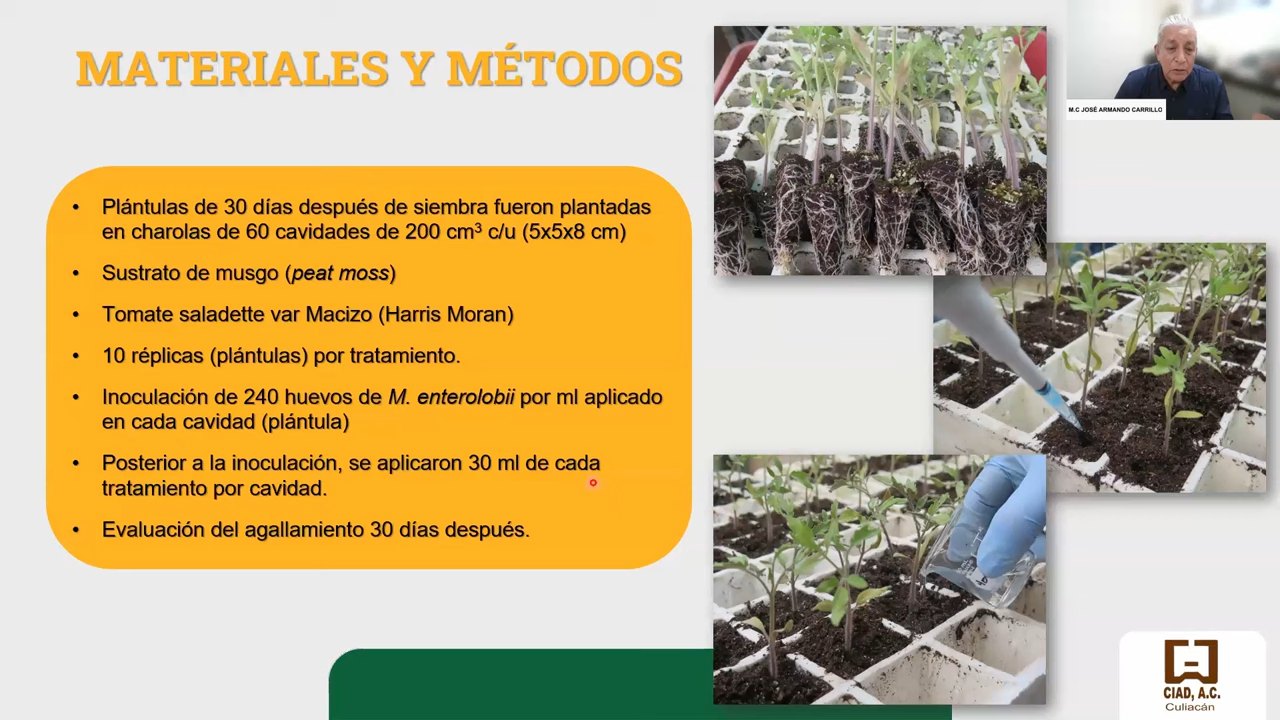 MATERIALES Y MÉTODOS
M.C JOSÉ ARMANDO CARRILLO
• Plántulas de 30 días después de siembra fueron plantadas
en charolas de 60 cavidades de 200 cm³ c/u (5x5x8 cm)
• Sustrato de musgo (peat moss)
• Tomate saladette var Macizo (Harris Moran)
• 10 réplicas (plántulas) por tratamiento.
• Inoculación de 240 huevos de M. enterolobii por ml aplicado
en cada cavidad (plántula)
• Posterior a la inoculación, se aplicaron 30 ml de cada
tratamiento por cavidad.
• Evaluación del agallamiento 30 días después.
CIAD, A.C.
Culiacán